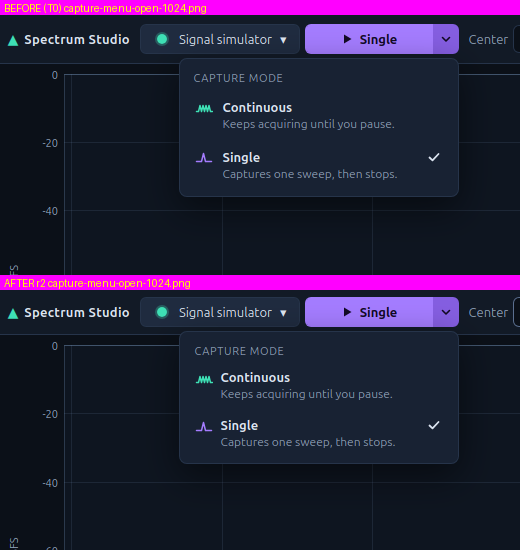 BEFORE (T0) capture-menu-open-1024.png
▲ Spectrum Studio Signal simulator ▾ Single Center
CAPTURE MODE
Continuous
Keeps acquiring until you pause.
Single
Captures one sweep, then stops.
0
-20
-40
FS
AFTER r2 capture-menu-open-1024.png
▲ Spectrum Studio Signal simulator ▾ Single Center
CAPTURE MODE
Continuous
Keeps acquiring until you pause.
Single
Captures one sweep, then stops.
0
-20
-40
-60
FS